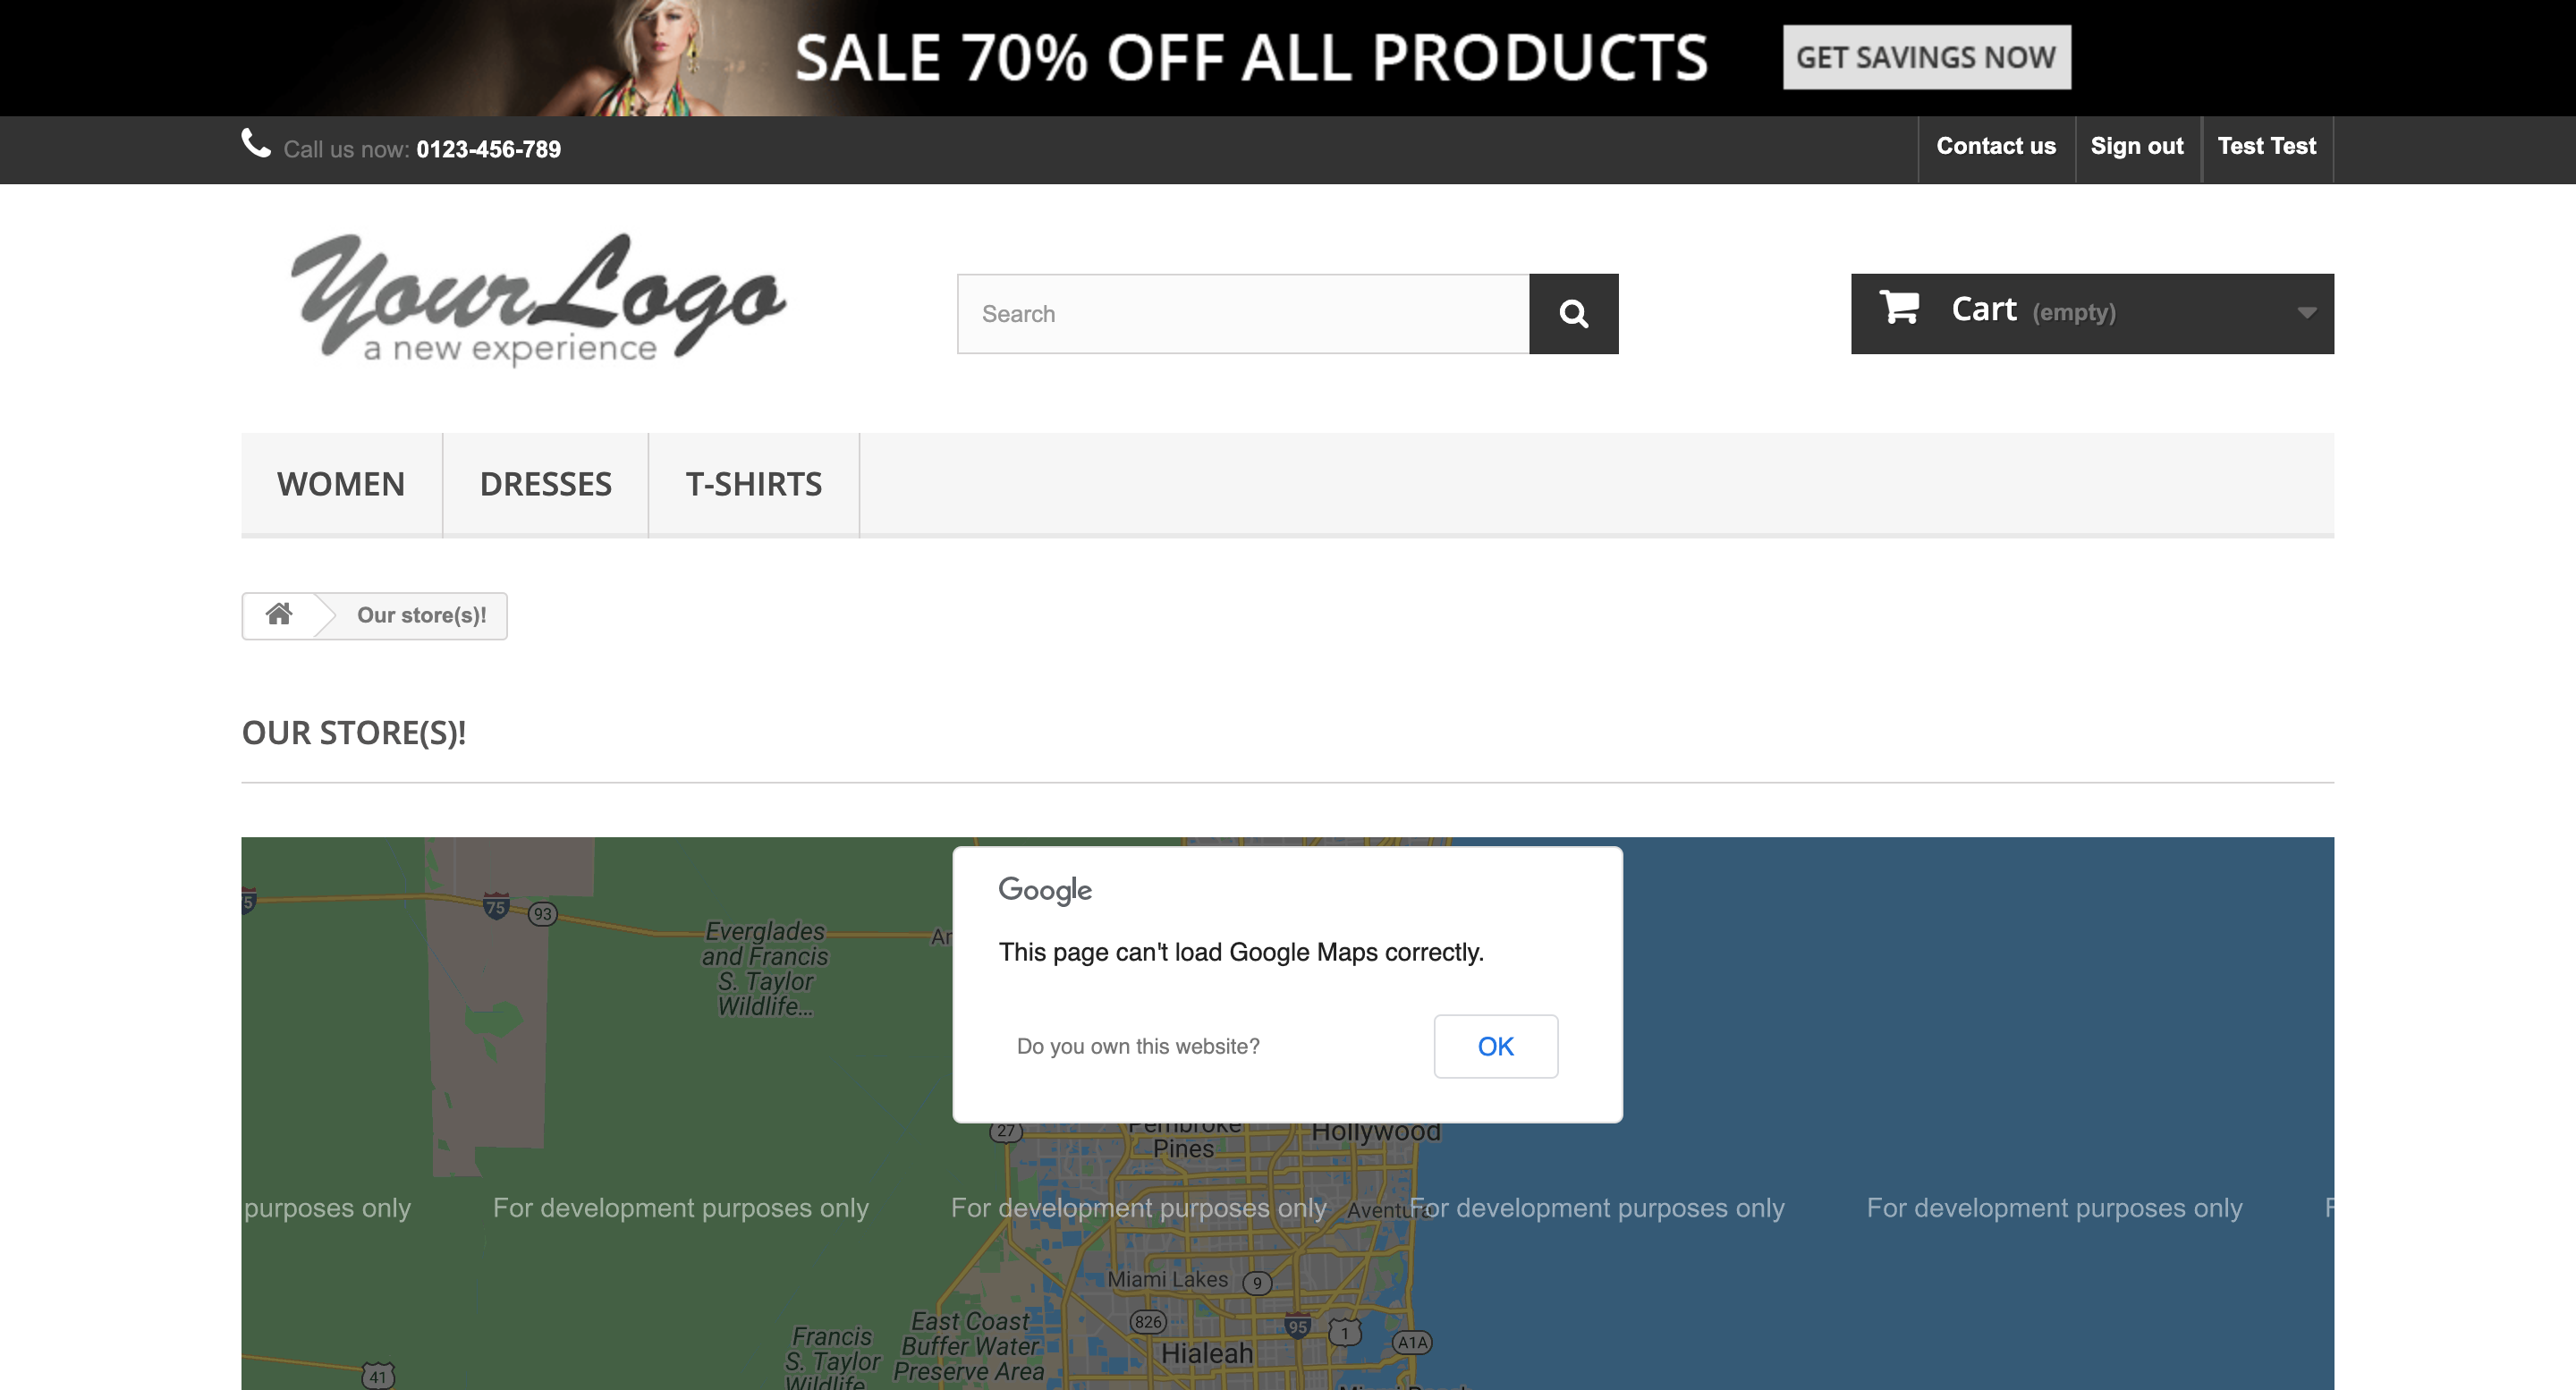 SALE 70% OFF ALL PRODUCTS
GET SAVINGS NOW
Call us now: 0123-456-789
Contact us
Sign out
Test Test
YourLogo
a new experience
Search
Cart (empty)
WOMEN
DRESSES
T-SHIRTS
Our store(s)!
OUR STORE(S)!
Google
This page can't load Google Maps correctly.
Do you own this website?
OK
75
93
Everglades
and Francis
S. Taylor
Wildlife...
27
Pembroke
Pines
Hollywood
purposes only
For development purposes only
For development purposes only
Aventura
For development purposes only
For development purposes only
Miami Lakes
9
826
95
1
A1A
Hialeah
East Coast
Buffer Water
Preserve Area
Francis
S. Taylor
Wildlife
41